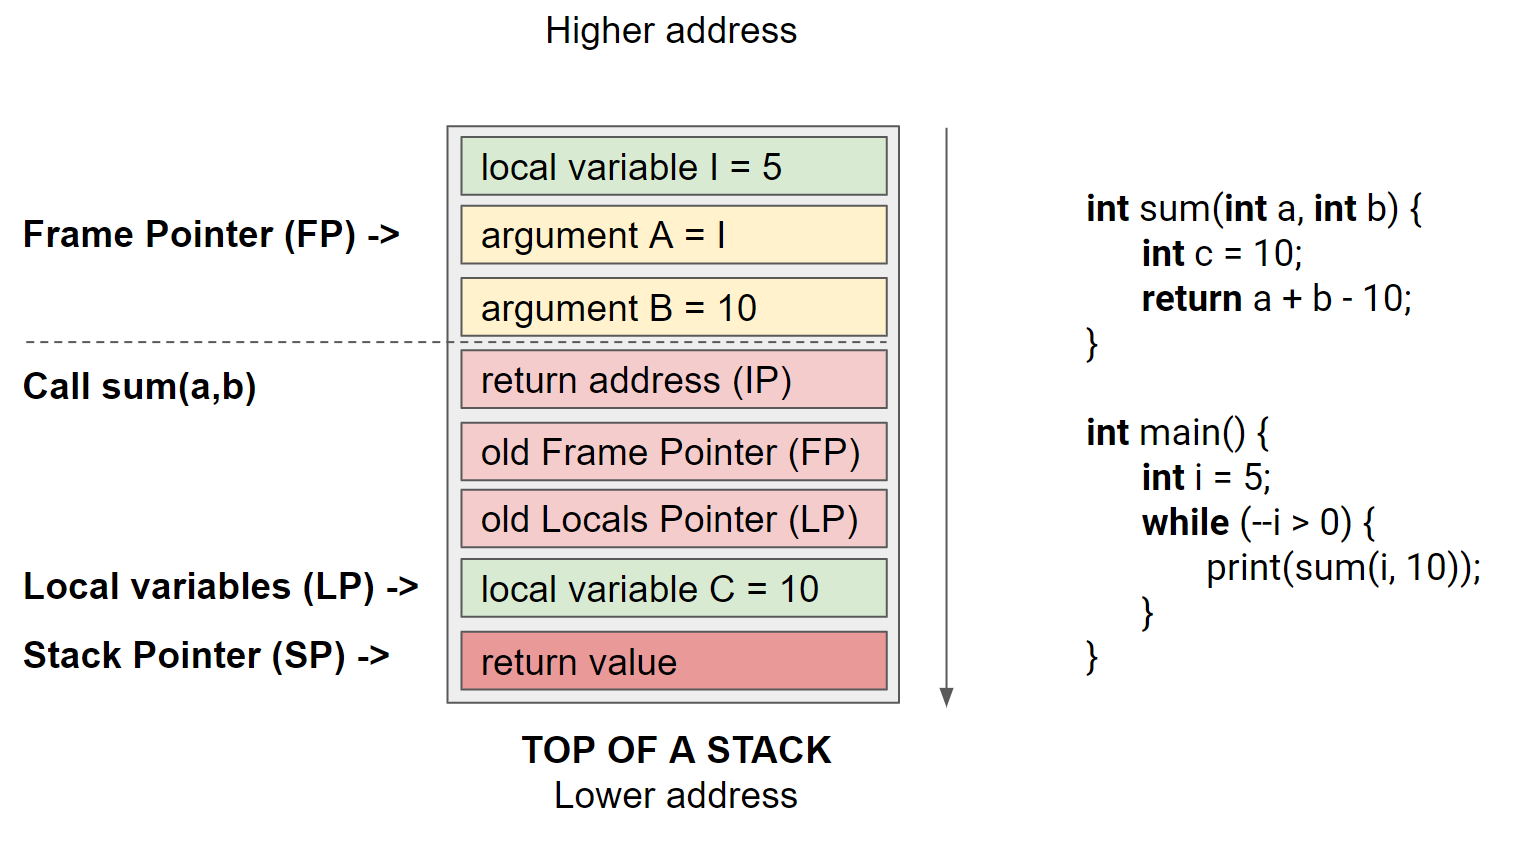 Higher address
local variable I = 5
Frame Pointer (FP) ->
argument A = I
argument B = 10
Call sum(a,b)
return address (IP)
old Frame Pointer (FP)
old Locals Pointer (LP)
Local variables (LP) ->
local variable C = 10
Stack Pointer (SP) ->
return value
TOP OF A STACK
Lower address
int sum(int a, int b) {
int c = 10;
return a + b - 10;
}
int main() {
int i = 5;
while (--i > 0) {
print(sum(i, 10));
}
}